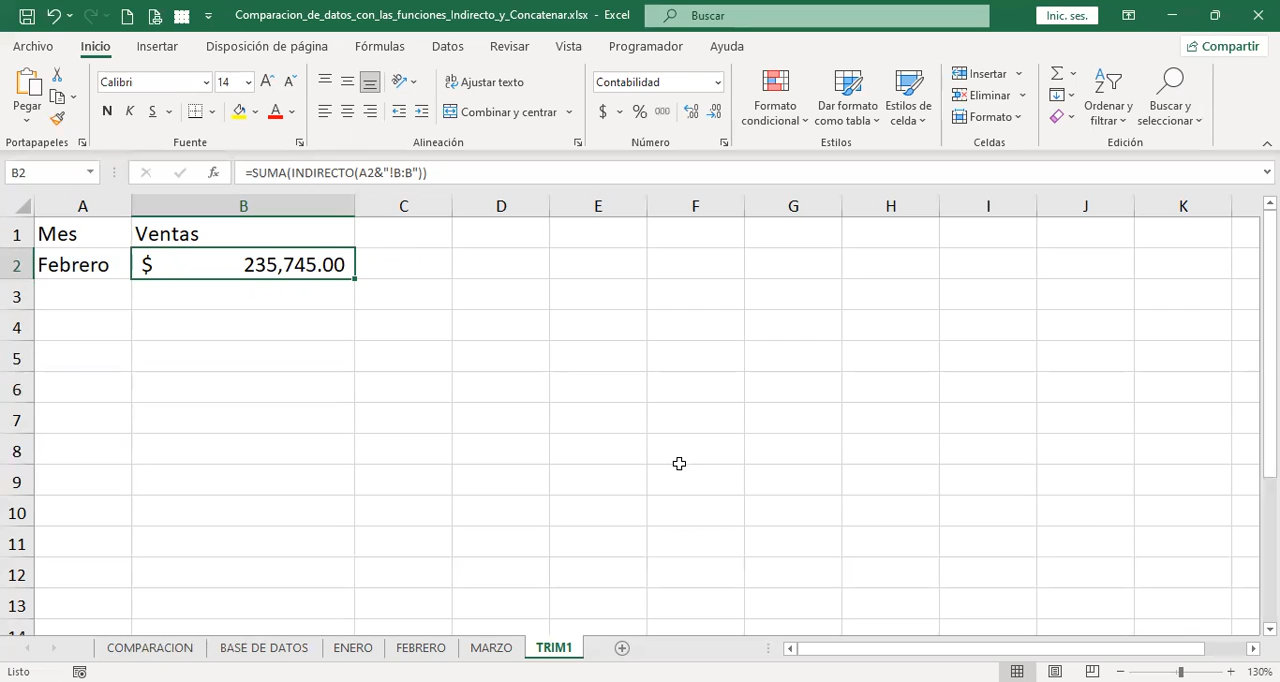 Comparacion_de_datos_con_las_funciones_Indirecto_y_Concatenar.xlsx - Excel
Buscar
Inic. ses.
Archivo Inicio Insertar Disposición de página Fórmulas Datos Revisar Vista Programador Ayuda
Compartir
Pegar
Calibri 14
N K S
Ajustar texto
Combinar y centrar
Contabilidad
$ % 000
Formato condicional
Dar formato como tabla
Estilos de celda
Insertar
Eliminar
Formato
Ordenar y filtrar
Buscar y seleccionar
Portapapeles Fuente Alineación Número Estilos Celdas Edición
B2 fx =SUMA(INDIRECTO(A2&"!B:B"))
A B C D E F G H I J K
1 Mes Ventas
2 Febrero $ 235,745.00
3
4
5
6
7
8
9
10
11
12
13
14
COMPARACION BASE DE DATOS ENERO FEBRERO MARZO TRIM1
Listo 130%